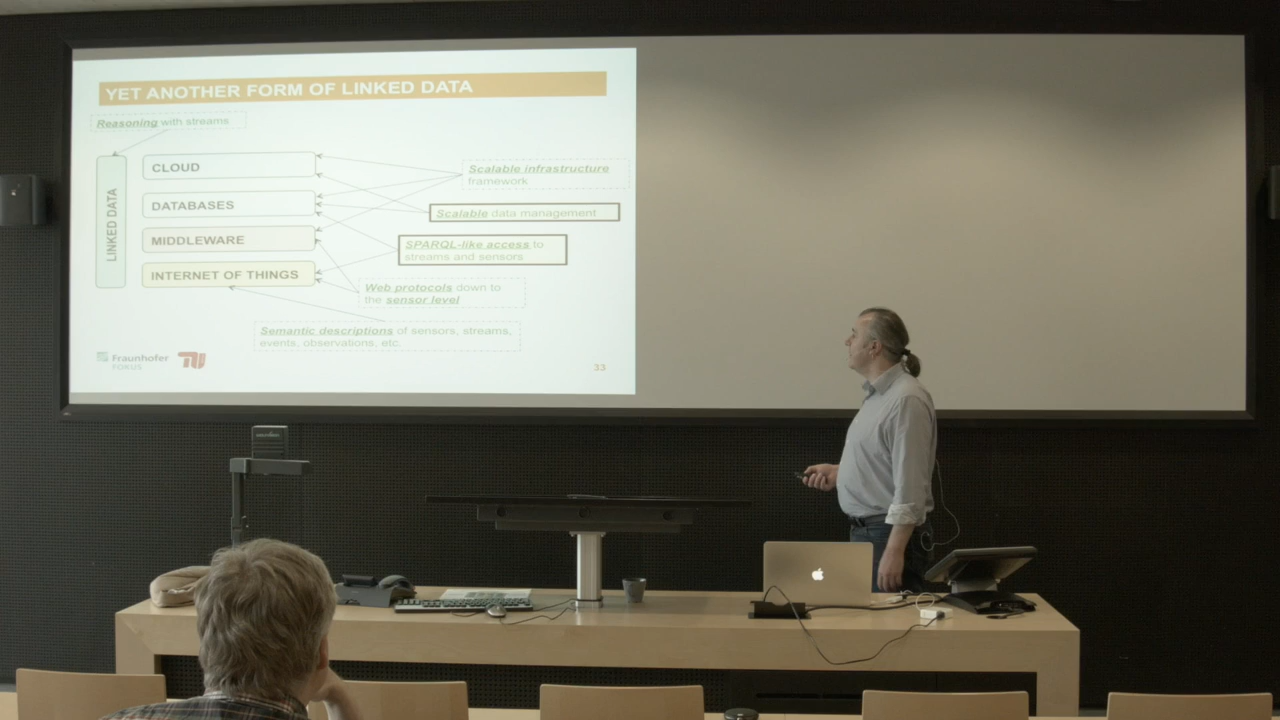 YET ANOTHER FORM OF LINKED DATA
Reasoning with streams
LINKED DATA
CLOUD
DATABASES
MIDDLEWARE
INTERNET OF THINGS
Scalable infrastructure
framework
Scalable data management
SPARQL-like access to
streams and sensors
Web protocols down to
the sensor level
Semantic descriptions of sensors, streams,
events, observations, etc.
Fraunhofer
FOKUS
33